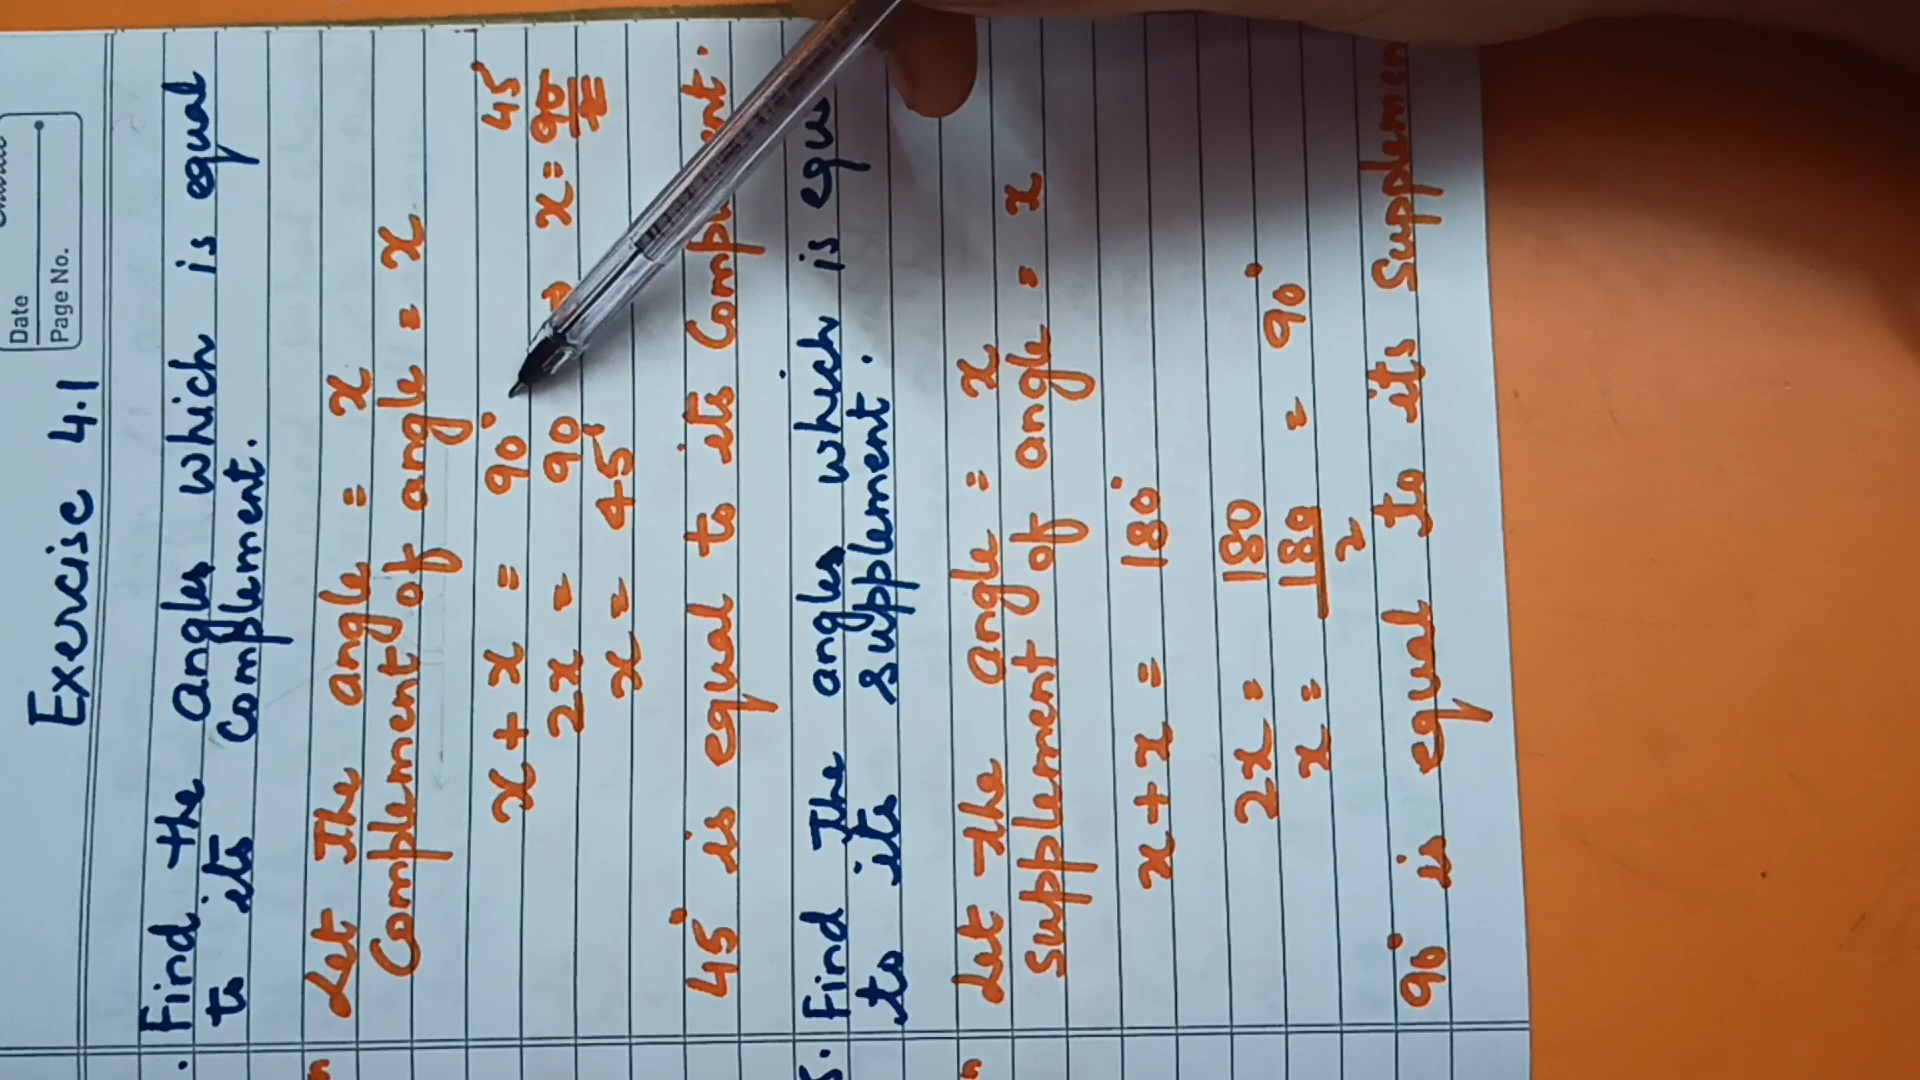 Date
Page No.
Exercise 4.1
. Find the angles which is equal
to its complement.
Let the angle = x
Complement of angle = x
x + x = 90°
45
2x = 90 x = 90
2
x = 45°
45° is equal to its
5. Find the angles which is
to its supplement.
Let the angle = x
Supplement of angle = x
x + x = 180°
2x = 180
x = 180 = 90°
2
90° is equal to its